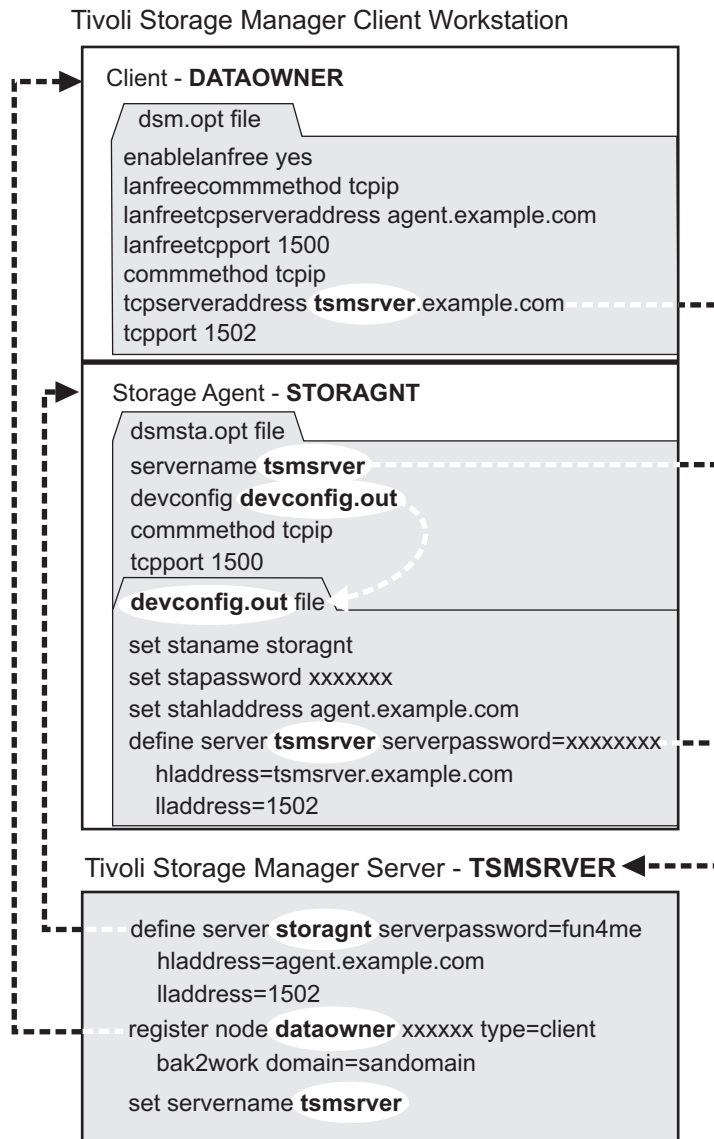 Tivoli Storage Manager Client Workstation
Client - DATAOWNER
dsm.opt file
enablelanfree yes
lanfreecommmethod tcpip
lanfreetcpserveraddress agent.example.com
lanfreetcpport 1500
commmethod tcpip
tcpserveraddress tsmsrver.example.com
tcpport 1502
Storage Agent - STORAGNT
dsmsta.opt file
servername tsmsrver
devconfig devconfig.out
commmethod tcpip
tcpport 1500
devconfig.out file
set staname storagnt
set stapassword xxxxxxx
set stahladdress agent.example.com
define server tsmsrver serverpassword=xxxxxxxx
hladdress=tsmsrver.example.com
lladdress=1502
Tivoli Storage Manager Server - TSMSRVER
define server storagnt serverpassword=fun4me
hladdress=agent.example.com
lladdress=1502
register node dataowner xxxxxx type=client
bak2work domain=sandomain
set servername tsmsrver